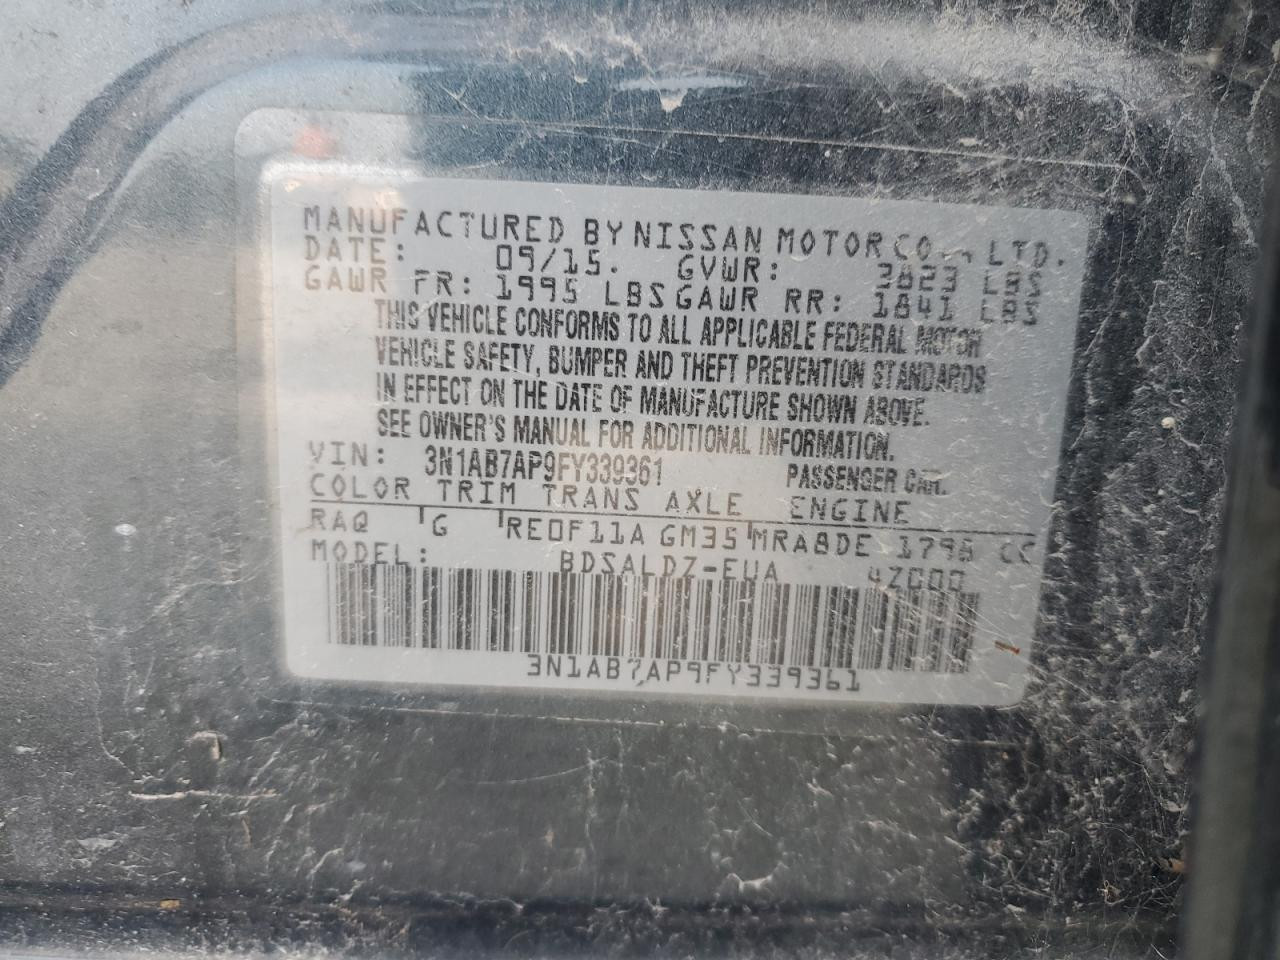 MANUFACTURED BY NISSAN MOTOR CO., LTD.
DATE: 09/15. GVWR: 3823 LBS
GAWR FR: 1995 LBS GAWR RR: 1841 LBS
THIS VEHICLE CONFORMS TO ALL APPLICABLE FEDERAL MOTOR
VEHICLE SAFETY, BUMPER AND THEFT PREVENTION STANDARDS
IN EFFECT ON THE DATE OF MANUFACTURE SHOWN ABOVE.
SEE OWNER'S MANUAL FOR ADDITIONAL INFORMATION.
VIN: 3N1AB7AP9FY339361 PASSENGER CAR.
COLOR TRIM TRANS AXLE ENGINE
RAQ G RE0F11A GM35 MRA8DE 1798 CC
MODEL: BDSALDZ-EUA 4Z000
3N1AB7AP9FY339361